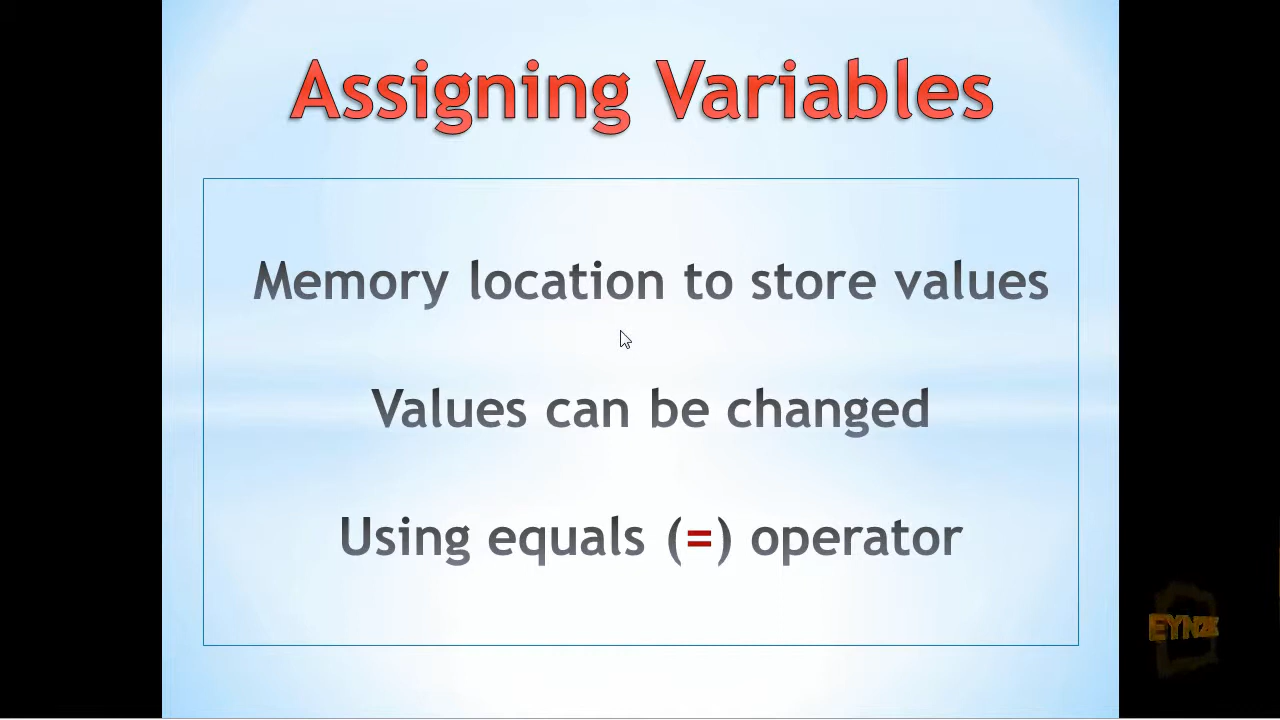 Assigning Variables
Memory location to store values
Values can be changed
Using equals (=) operator